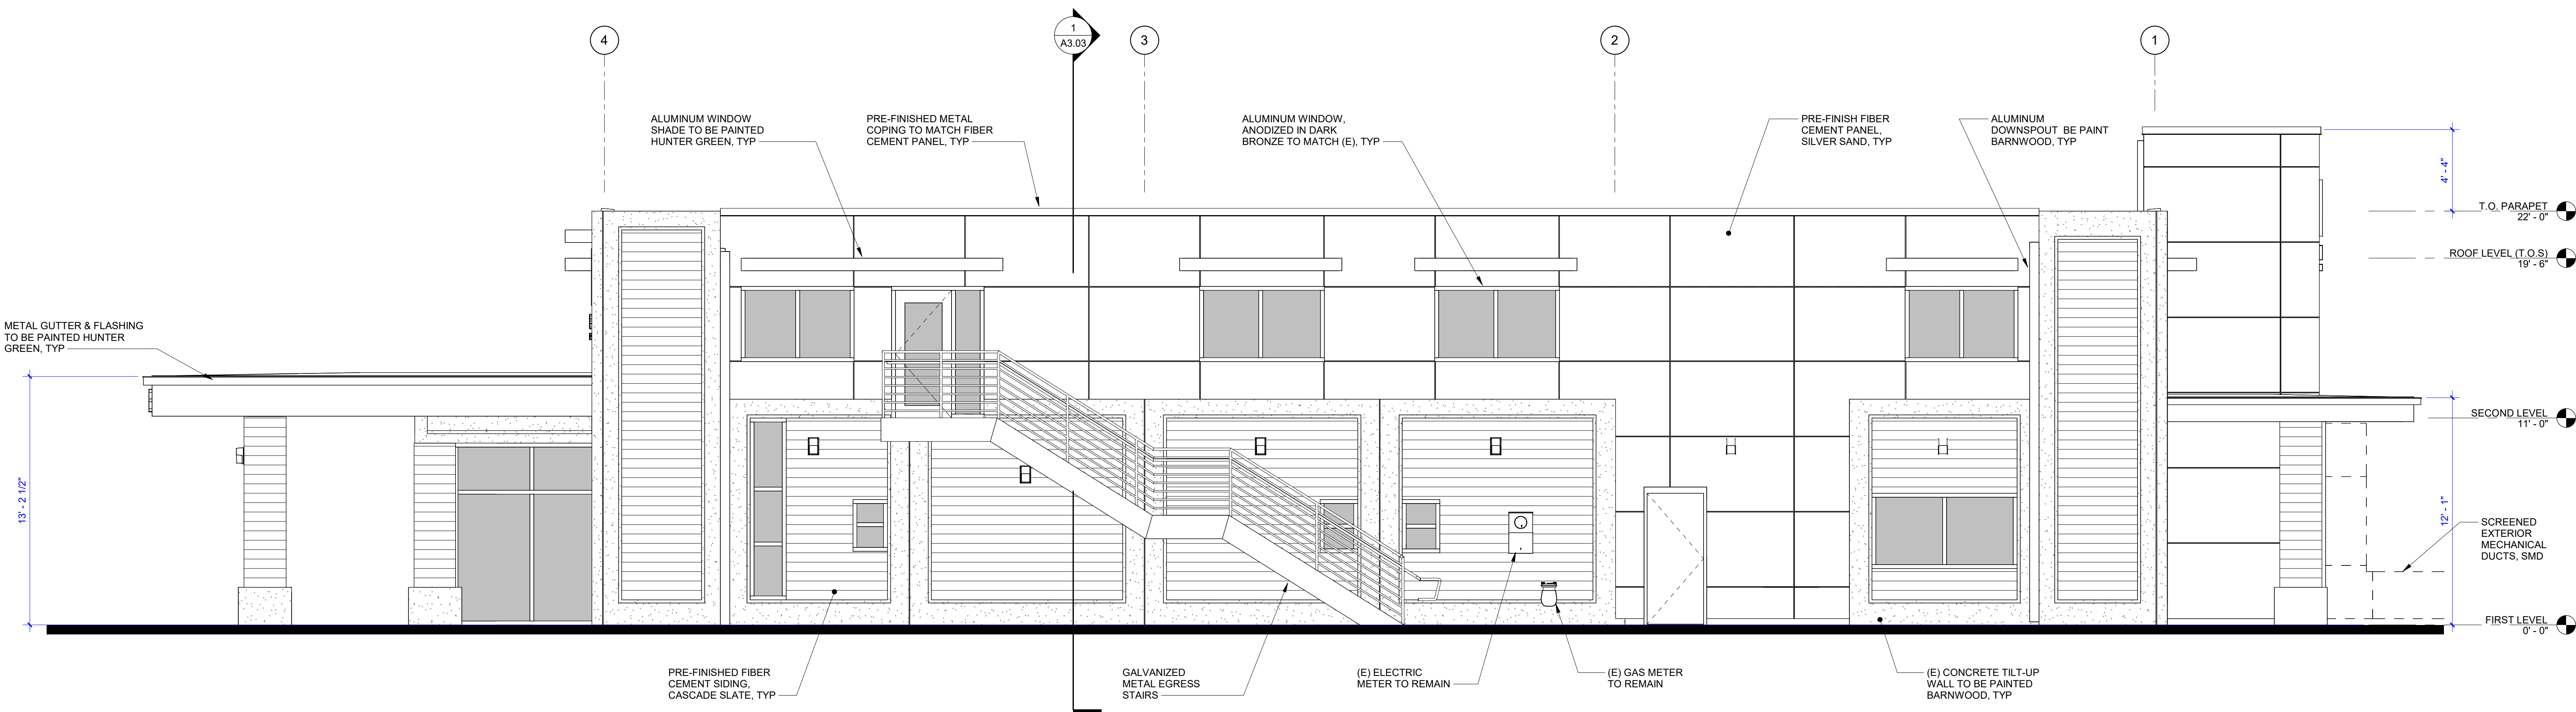 4
1
A3.03
3
2
1
ALUMINUM WINDOW
SHADE TO BE PAINTED
HUNTER GREEN, TYP
PRE-FINISHED METAL
COPING TO MATCH FIBER
CEMENT PANEL, TYP
ALUMINUM WINDOW,
ANODIZED IN DARK
BRONZE TO MATCH (E), TYP
PRE-FINISH FIBER
CEMENT PANEL,
SILVER SAND, TYP
ALUMINUM
DOWNSPOUT BE PAINT
BARNWOOD, TYP
4' - 4"
T.O. PARAPET
22' - 0"
ROOF LEVEL (T.O.S)
19' - 6"
METAL GUTTER & FLASHING
TO BE PAINTED HUNTER
GREEN, TYP
SECOND LEVEL
11' - 0"
13' - 2 1/2"
12' - 1"
SCREENED
EXTERIOR
MECHANICAL
DUCTS, SMD
FIRST LEVEL
0' - 0"
PRE-FINISHED FIBER
CEMENT SIDING,
CASCADE SLATE, TYP
GALVANIZED
METAL EGRESS
STAIRS
(E) ELECTRIC
METER TO REMAIN
(E) GAS METER
TO REMAIN
(E) CONCRETE TILT-UP
WALL TO BE PAINTED
BARNWOOD, TYP